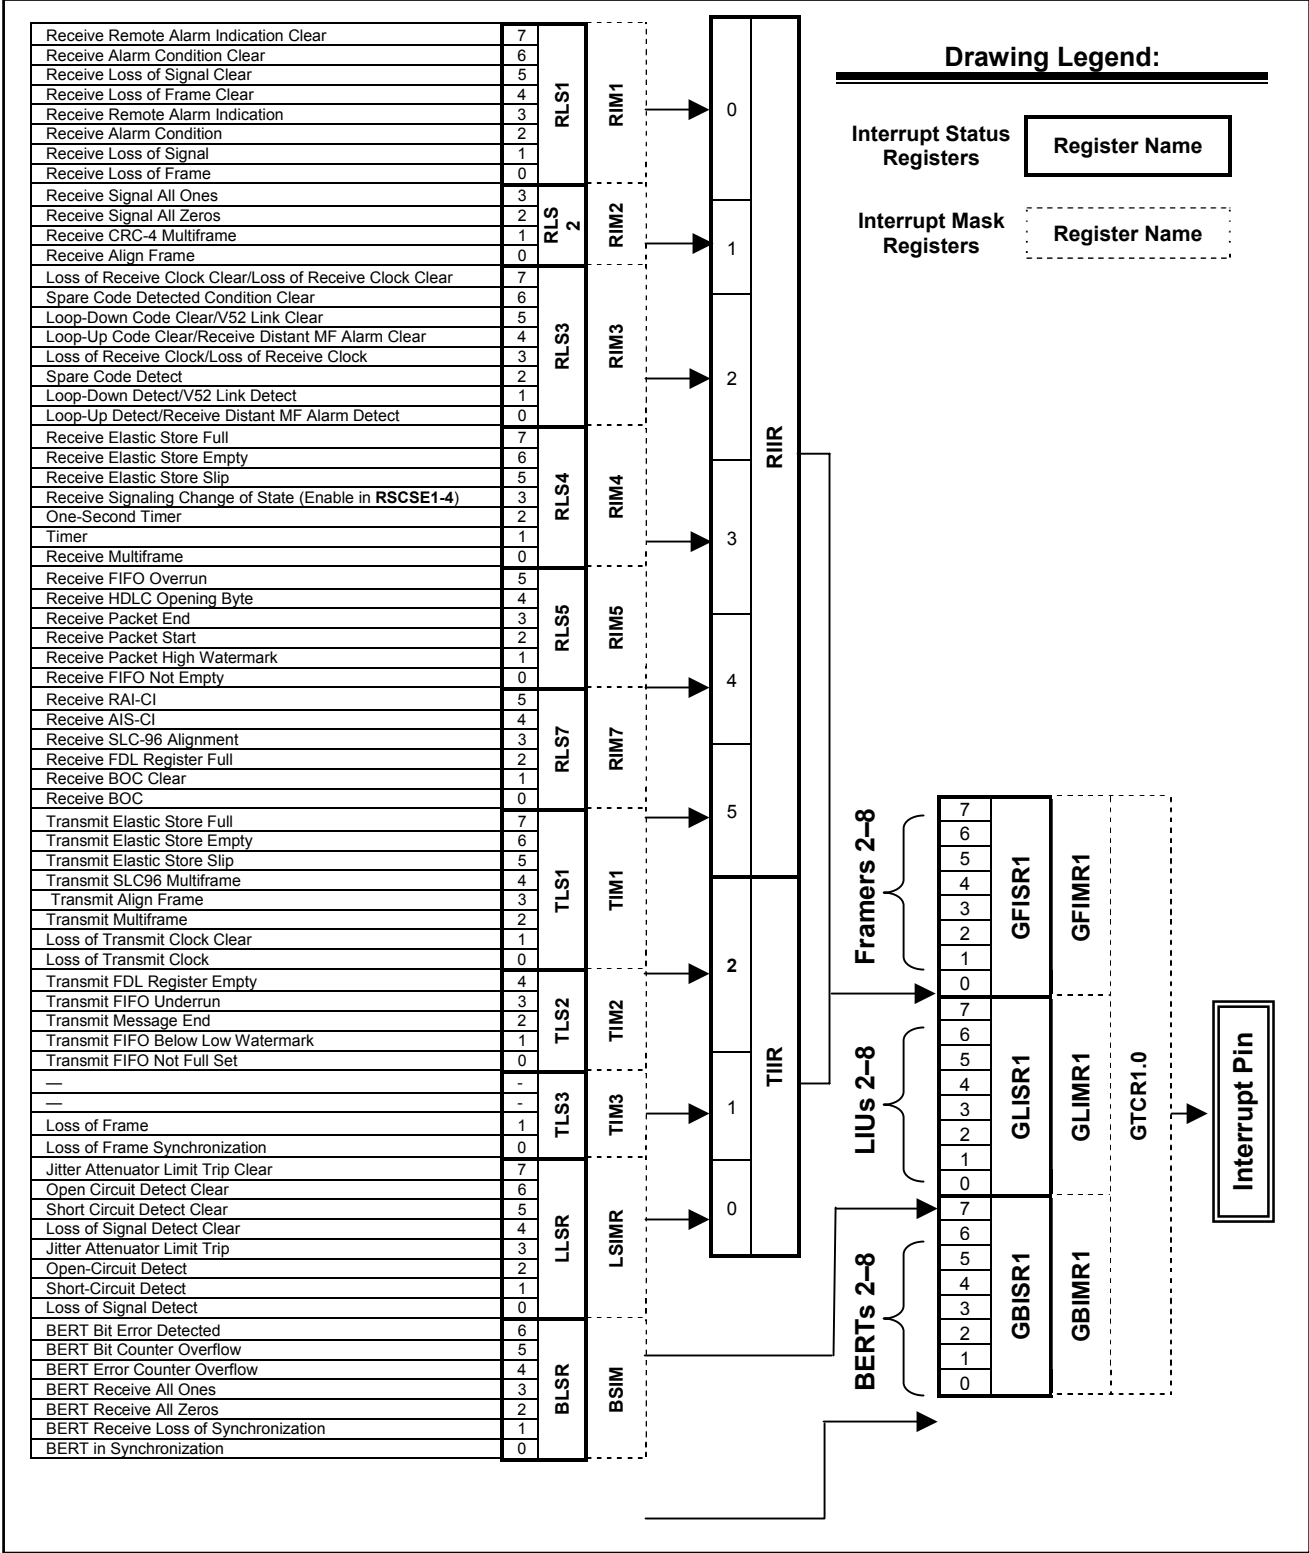 Receive Remote Alarm Indication Clear 7
Receive Alarm Condition Clear 6
Receive Loss of Signal Clear 5
Receive Loss of Frame Clear 4
Receive Remote Alarm Indication 3
Receive Alarm Condition 2
Receive Loss of Signal 1
Receive Loss of Frame 0
RLS1
RIM1
Receive Signal All Ones 3
Receive Signal All Zeros 2
Receive CRC-4 Multiframe 1
Receive Align Frame 0
RLS
2
RIM2
Loss of Receive Clock Clear/Loss of Receive Clock Clear 7
Spare Code Detected Condition Clear 6
Loop-Down Code Clear/V52 Link Clear 5
Loop-Up Code Clear/Receive Distant MF Alarm Clear 4
Loss of Receive Clock/Loss of Receive Clock 3
Spare Code Detect 2
Loop-Down Detect/V52 Link Detect 1
Loop-Up Detect/Receive Distant MF Alarm Detect 0
RLS3
RIM3
Receive Elastic Store Full 7
Receive Elastic Store Empty 6
Receive Elastic Store Slip 5
Receive Signaling Change of State (Enable in RSCSE1-4) 3
One-Second Timer 2
Timer 1
Receive Multiframe 0
RLS4
RIM4
Receive FIFO Overrun 5
Receive HDLC Opening Byte 4
Receive Packet End 3
Receive Packet Start 2
Receive Packet High Watermark 1
Receive FIFO Not Empty 0
RLS5
RIM5
Receive RAI-CI 5
Receive AIS-CI 4
Receive SLC-96 Alignment 3
Receive FDL Register Full 2
Receive BOC Clear 1
Receive BOC 0
RLS7
RIM7
Transmit Elastic Store Full 7
Transmit Elastic Store Empty 6
Transmit Elastic Store Slip 5
Transmit SLC96 Multiframe 4
Transmit Align Frame 3
Transmit Multiframe 2
Loss of Transmit Clock Clear 1
Loss of Transmit Clock 0
TLS1
TIM1
Transmit FDL Register Empty 4
Transmit FIFO Underrun 3
Transmit Message End 2
Transmit FIFO Below Low Watermark 1
Transmit FIFO Not Full Set 0
TLS2
TIM2
— -
— -
Loss of Frame 1
Loss of Frame Synchronization 0
TLS3
TIM3
Jitter Attenuator Limit Trip Clear 7
Open Circuit Detect Clear 6
Short Circuit Detect Clear 5
Loss of Signal Detect Clear 4
Jitter Attenuator Limit Trip 3
Open-Circuit Detect 2
Short-Circuit Detect 1
Loss of Signal Detect 0
LLSR
LSIMR
BERT Bit Error Detected 6
BERT Bit Counter Overflow 5
BERT Error Counter Overflow 4
BERT Receive All Ones 3
BERT Receive All Zeros 2
BERT Receive Loss of Synchronization 1
BERT in Synchronization 0
BLSR
BSIM
0
1
2
3
4
5
RIIR
2
1
0
TIIR
Drawing Legend:
Interrupt Status
Registers
Register Name
Interrupt Mask
Registers
Register Name
Framers 2–8
7
6
5
4
3
2
1
0
GFISR1
GFIMR1
LIUs 2–8
7
6
5
4
3
2
1
0
GLISR1
GLIMR1
BERTs 2–8
7
6
5
4
3
2
1
0
GBISR1
GBIMR1
GTCR1.0
Interrupt Pin